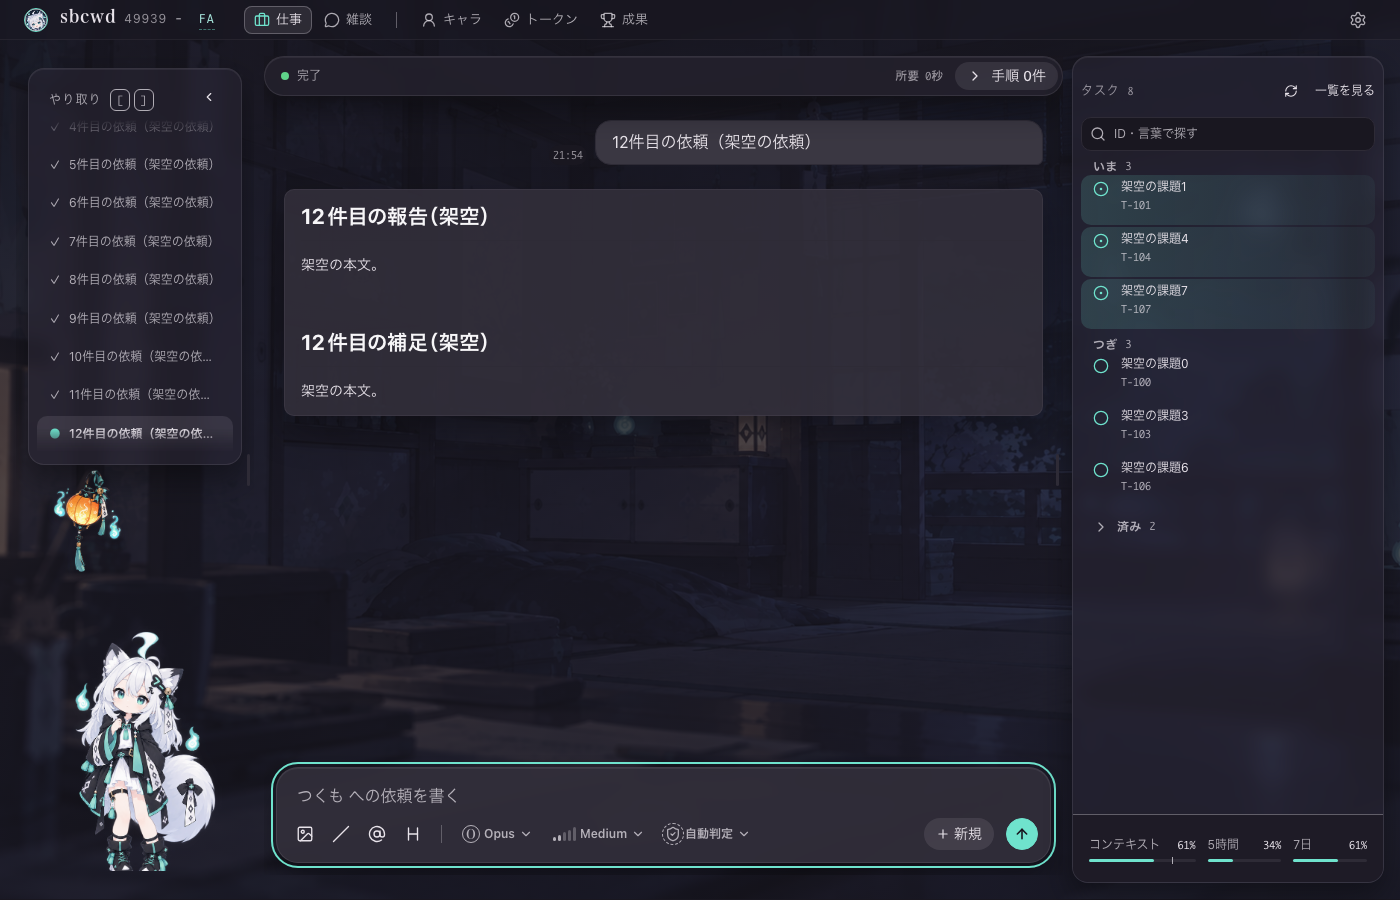 sbcwd 49939 - FA 仕事 雑談 キャラ トークン 成果
やり取り [ ]
4件目の依頼（架空の依頼）
5件目の依頼（架空の依頼）
6件目の依頼（架空の依頼）
7件目の依頼（架空の依頼）
8件目の依頼（架空の依頼）
9件目の依頼（架空の依頼）
10件目の依頼（架空の依...
11件目の依頼（架空の依...
12件目の依頼（架空の依...
完了 所要 0秒 手順 0件
12件目の依頼（架空の依頼）
21:54
12件目の報告（架空）
架空の本文。
12件目の補足（架空）
架空の本文。
つくも への依頼を書く
Opus Medium 自動判定 + 新規
タスク 8 一覧を見る
ID・言葉で探す
いま 3
架空の課題1
T-101
架空の課題4
T-104
架空の課題7
T-107
つぎ 3
架空の課題0
T-100
架空の課題3
T-103
架空の課題6
T-106
済み 2
コンテキスト 61% 5時間 34% 7日 61%